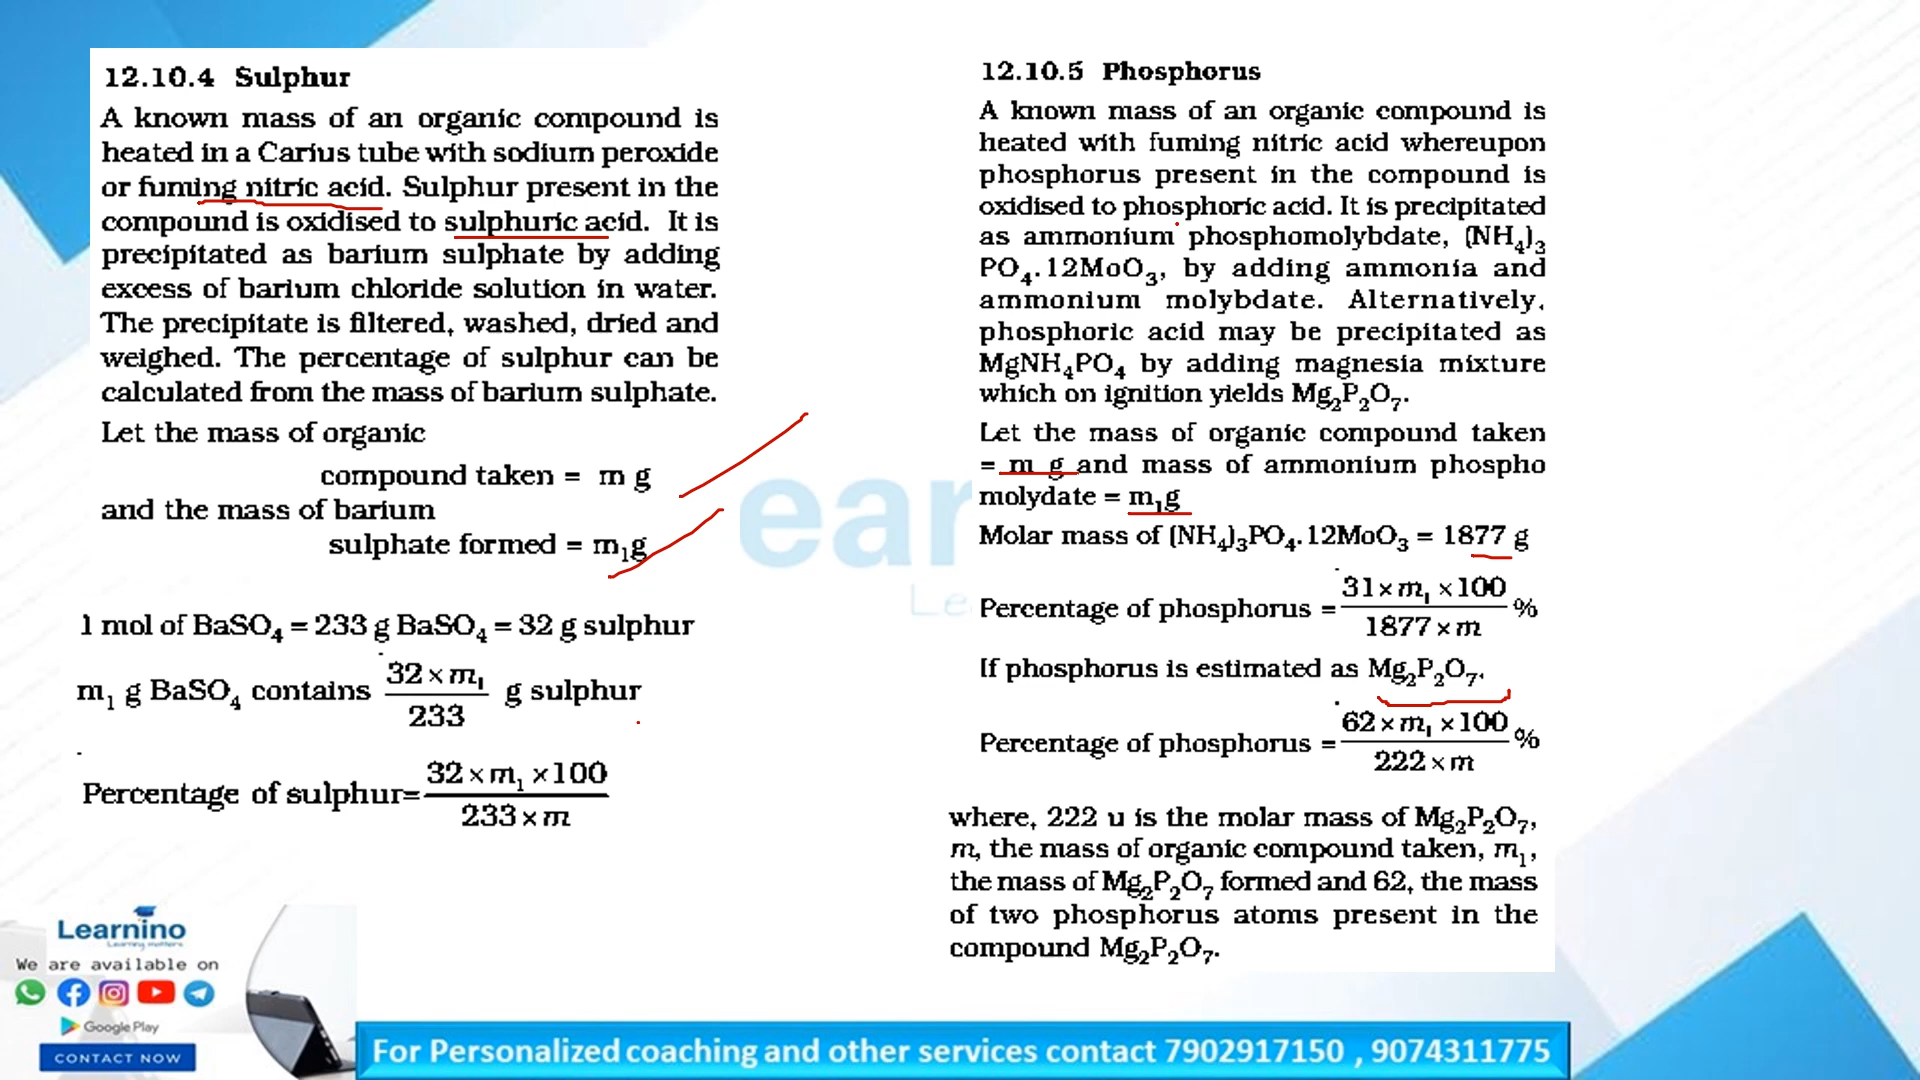 12.10.4 Sulphur
A known mass of an organic compound is
heated in a Carius tube with sodium peroxide
or fuming nitric acid. Sulphur present in the
compound is oxidised to sulphuric acid. It is
precipitated as barium sulphate by adding
excess of barium chloride solution in water.
The precipitate is filtered, washed, dried and
weighed. The percentage of sulphur can be
calculated from the mass of barium sulphate.
Let the mass of organic
compound taken = m g
and the mass of barium
sulphate formed = m₁g
1 mol of BaSO₄ = 233 g BaSO₄ = 32 g sulphur
m₁ g BaSO₄ contains (32 × m₁)/233 g sulphur
Percentage of sulphur= (32 × m₁ ×100)/(233 × m)
12.10.5 Phosphorus
A known mass of an organic compound is
heated with fuming nitric acid whereupon
phosphorus present in the compound is
oxidised to phosphoric acid. It is precipitated
as ammonium phosphomolybdate, (NH₄)₃
PO₄.12MoO₃, by adding ammonia and
ammonium molybdate. Alternatively,
phosphoric acid may be precipitated as
MgNH₄PO₄ by adding magnesia mixture
which on ignition yields Mg₂P₂O₇.
Let the mass of organic compound taken
= m g and mass of ammonium phospho
molydate = m₁g
Molar mass of (NH₄)₃PO₄.12MoO₃ = 1877 g
Percentage of phosphorus = (31 × m₁ ×100)/(1877 × m) %
If phosphorus is estimated as Mg₂P₂O₇,
Percentage of phosphorus = (62 × m₁ ×100)/(222 × m) %
where, 222 u is the molar mass of Mg₂P₂O₇,
m, the mass of organic compound taken, m₁,
the mass of Mg₂P₂O₇ formed and 62, the mass
of two phosphorus atoms present in the
compound Mg₂P₂O₇.
ear
Le
Learnino
Learning matters
We are available on
Google Play
CONTACT NOW
For Personalized coaching and other services contact 7902917150 , 9074311775